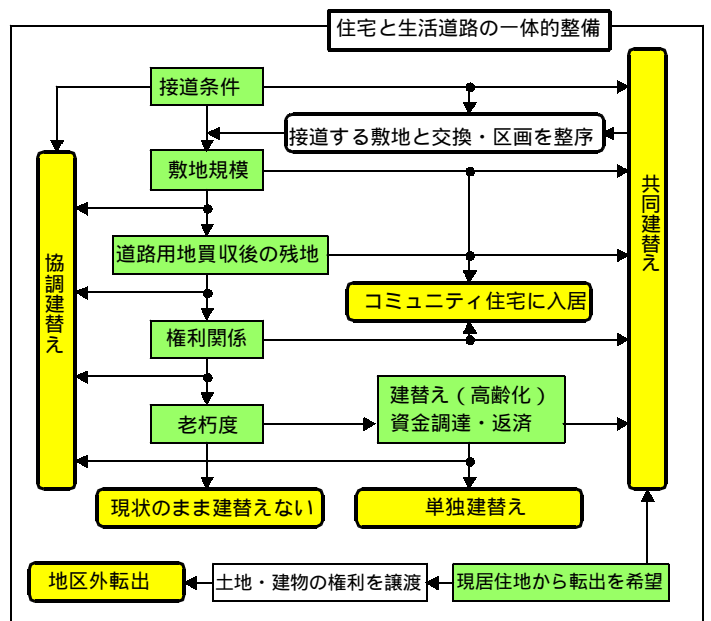 住宅と生活道路の一体的整備
接道条件
接道する敷地と交換・区画を整序
敷地規模
共同建替え
協調建替え
道路用地買収後の残地
コミュニティ住宅に入居
権利関係
建替え（高齢化）
資金調達・返済
老朽度
現状のまま建替えない
単独建替え
地区外転出
土地・建物の権利を譲渡
現居住地から転出を希望